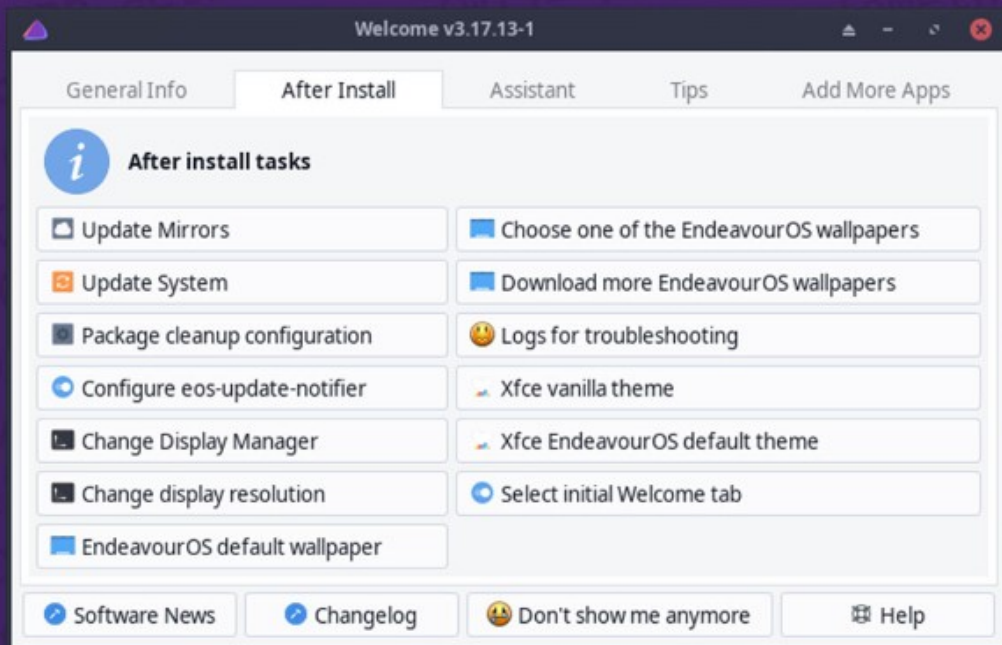 Welcome v3.17.13-1
General Info After Install Assistant Tips Add More Apps
After install tasks
Update Mirrors Choose one of the EndeavourOS wallpapers
Update System Download more EndeavourOS wallpapers
Package cleanup configuration Logs for troubleshooting
Configure eos-update-notifier Xfce vanilla theme
Change Display Manager Xfce EndeavourOS default theme
Change display resolution Select initial Welcome tab
EndeavourOS default wallpaper
Software News Changelog Don't show me anymore Help